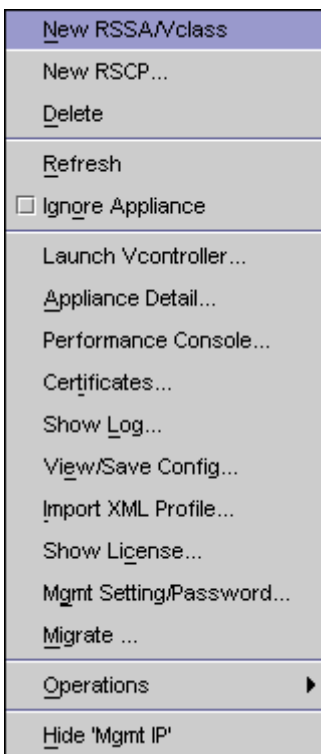 New RSSA/Vclass
New RSCP...
Delete
Refresh
Ignore Appliance
Launch Vcontroller...
Appliance Detail...
Performance Console...
Certificates...
Show Log...
View/Save Config...
Import XML Profile...
Show License...
Mgmt Setting/Password...
Migrate ...
Operations
Hide 'Mgmt IP'